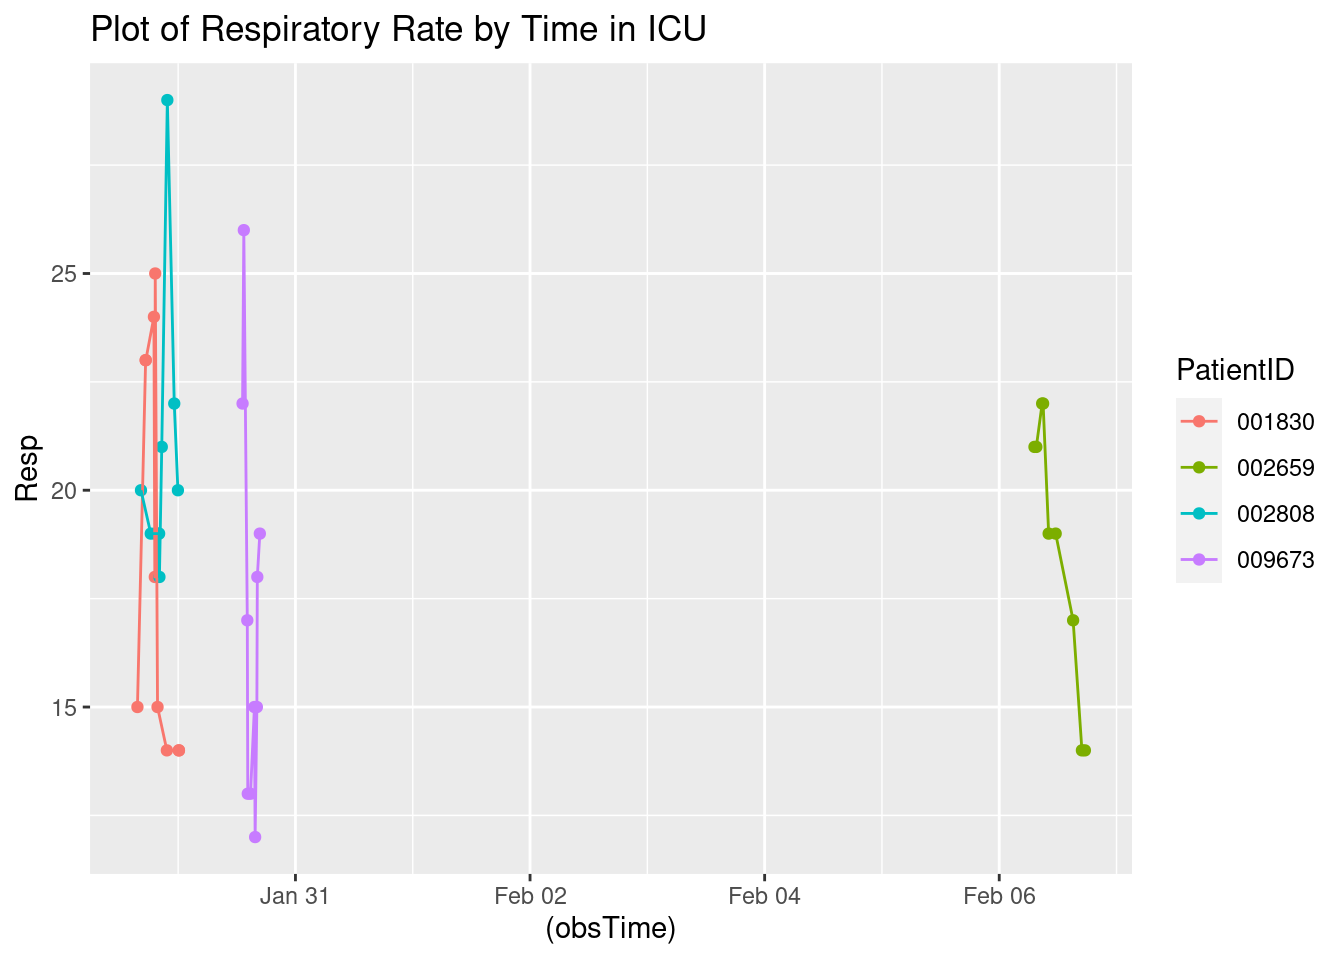 Plot of Respiratory Rate by Time in ICU
Resp
25
20
15
Jan 31 Feb 02 Feb 04 Feb 06
(obsTime)
PatientID
001830
002659
002808
009673